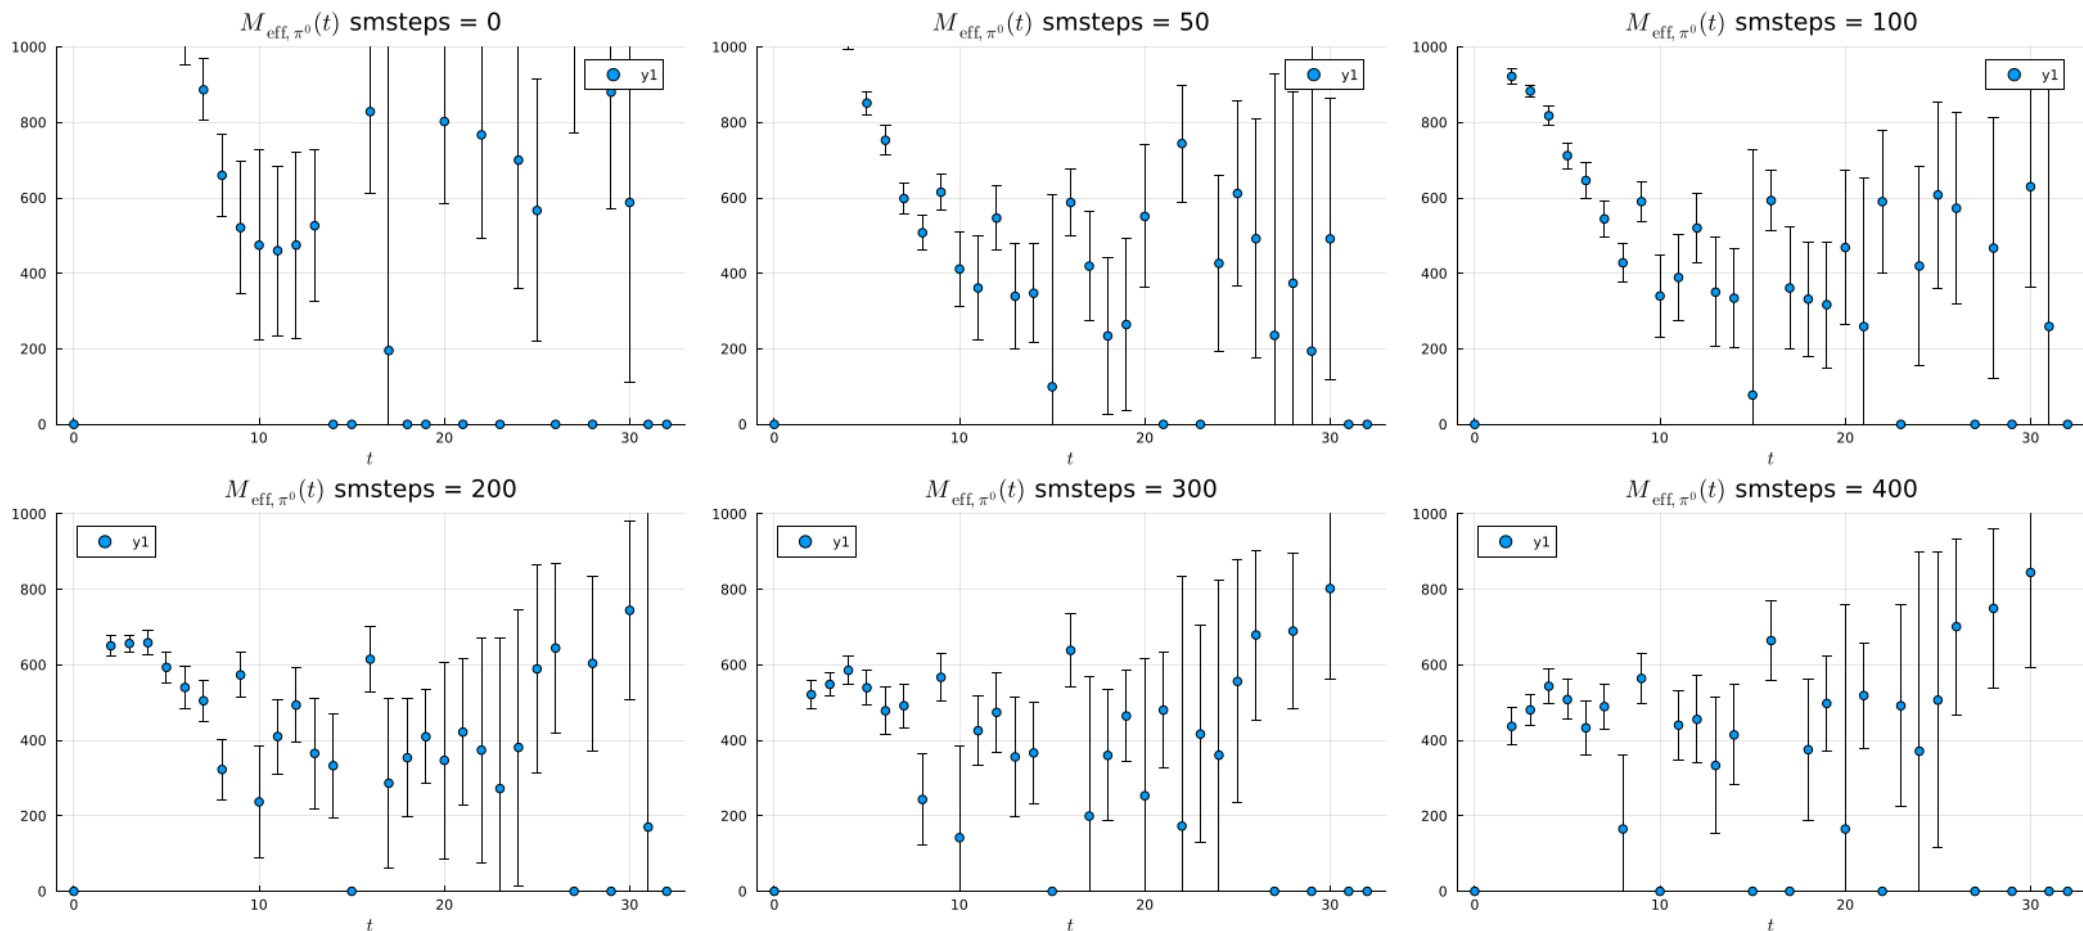 M_eff, π⁰(t) smsteps = 0
1000
800
600
400
200
0
0 10 20 30
t
y1
M_eff, π⁰(t) smsteps = 50
1000
800
600
400
200
0
0 10 20 30
t
y1
M_eff, π⁰(t) smsteps = 100
1000
800
600
400
200
0
0 10 20 30
t
y1
M_eff, π⁰(t) smsteps = 200
1000
800
600
400
200
0
0 10 20 30
t
y1
M_eff, π⁰(t) smsteps = 300
1000
800
600
400
200
0
0 10 20 30
t
y1
M_eff, π⁰(t) smsteps = 400
1000
800
600
400
200
0
0 10 20 30
t
y1